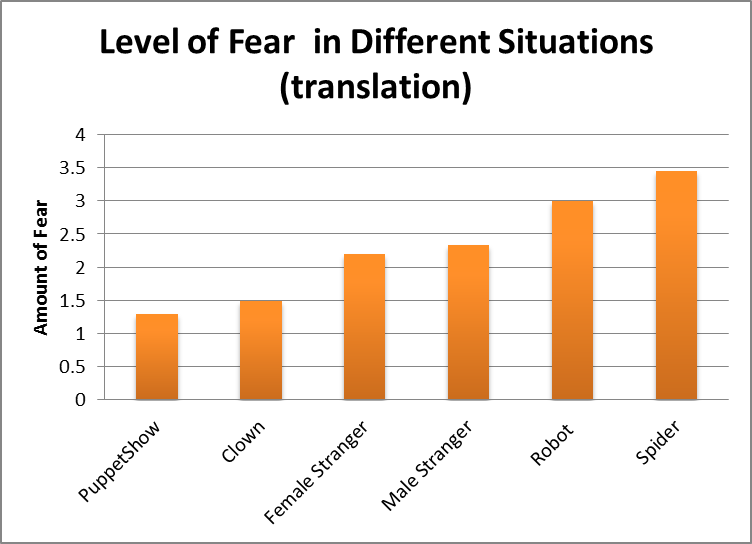 Level of Fear  in Different Situations
(translation)
Amount of Fear
4
3.5
3
2.5
2
1.5
1
0.5
0
PuppetShow
Clown
Female Stranger
Male Stranger
Robot
Spider